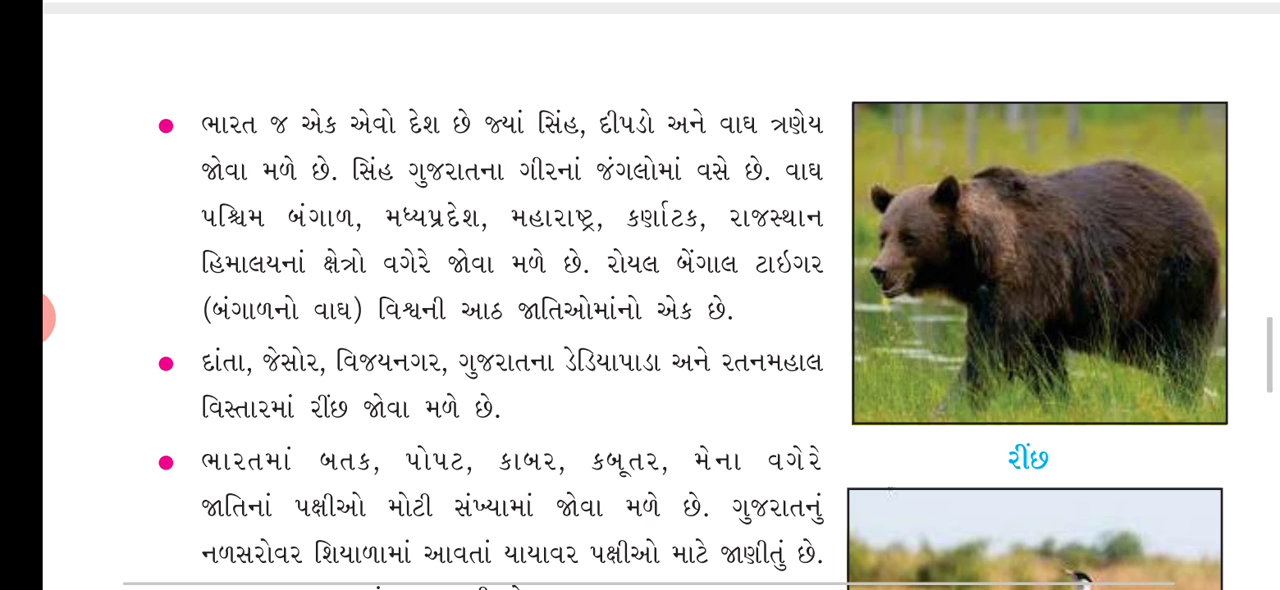 ભારત જ એક એવો દેશ છે જ્યાં સિંહ, દીપડો અને વાઘ ત્રણેય
જોવા મળે છે. સિંહ ગુજરાતના ગીરનાં જંગલોમાં વસે છે. વાઘ
પશ્ચિમ બંગાળ, મધ્યપ્રદેશ, મહારાષ્ટ્ર, કર્ણાટક, રાજસ્થાન
હિમાલયનાં ક્ષેત્રો વગેરે જોવા મળે છે. રોયલ બેંગાલ ટાઇગર
(બંગાળનો વાઘ) વિશ્વની આઠ જાતિઓમાંનો એક છે.
દાંતા, જેસોર, વિજયનગર, ગુજરાતના ડેડિયાપાડા અને રતનમહાલ
વિસ્તારમાં રીંછ જોવા મળે છે.
રીંછ
ભારતમાં બતક, પોપટ, કાબર, કબૂતર, મેના વગેરે
જાતિનાં પક્ષીઓ મોટી સંખ્યામાં જોવા મળે છે. ગુજરાતનું
નળસરોવર શિયાળામાં આવતાં યાયાવર પક્ષીઓ માટે જાણીતું છે.